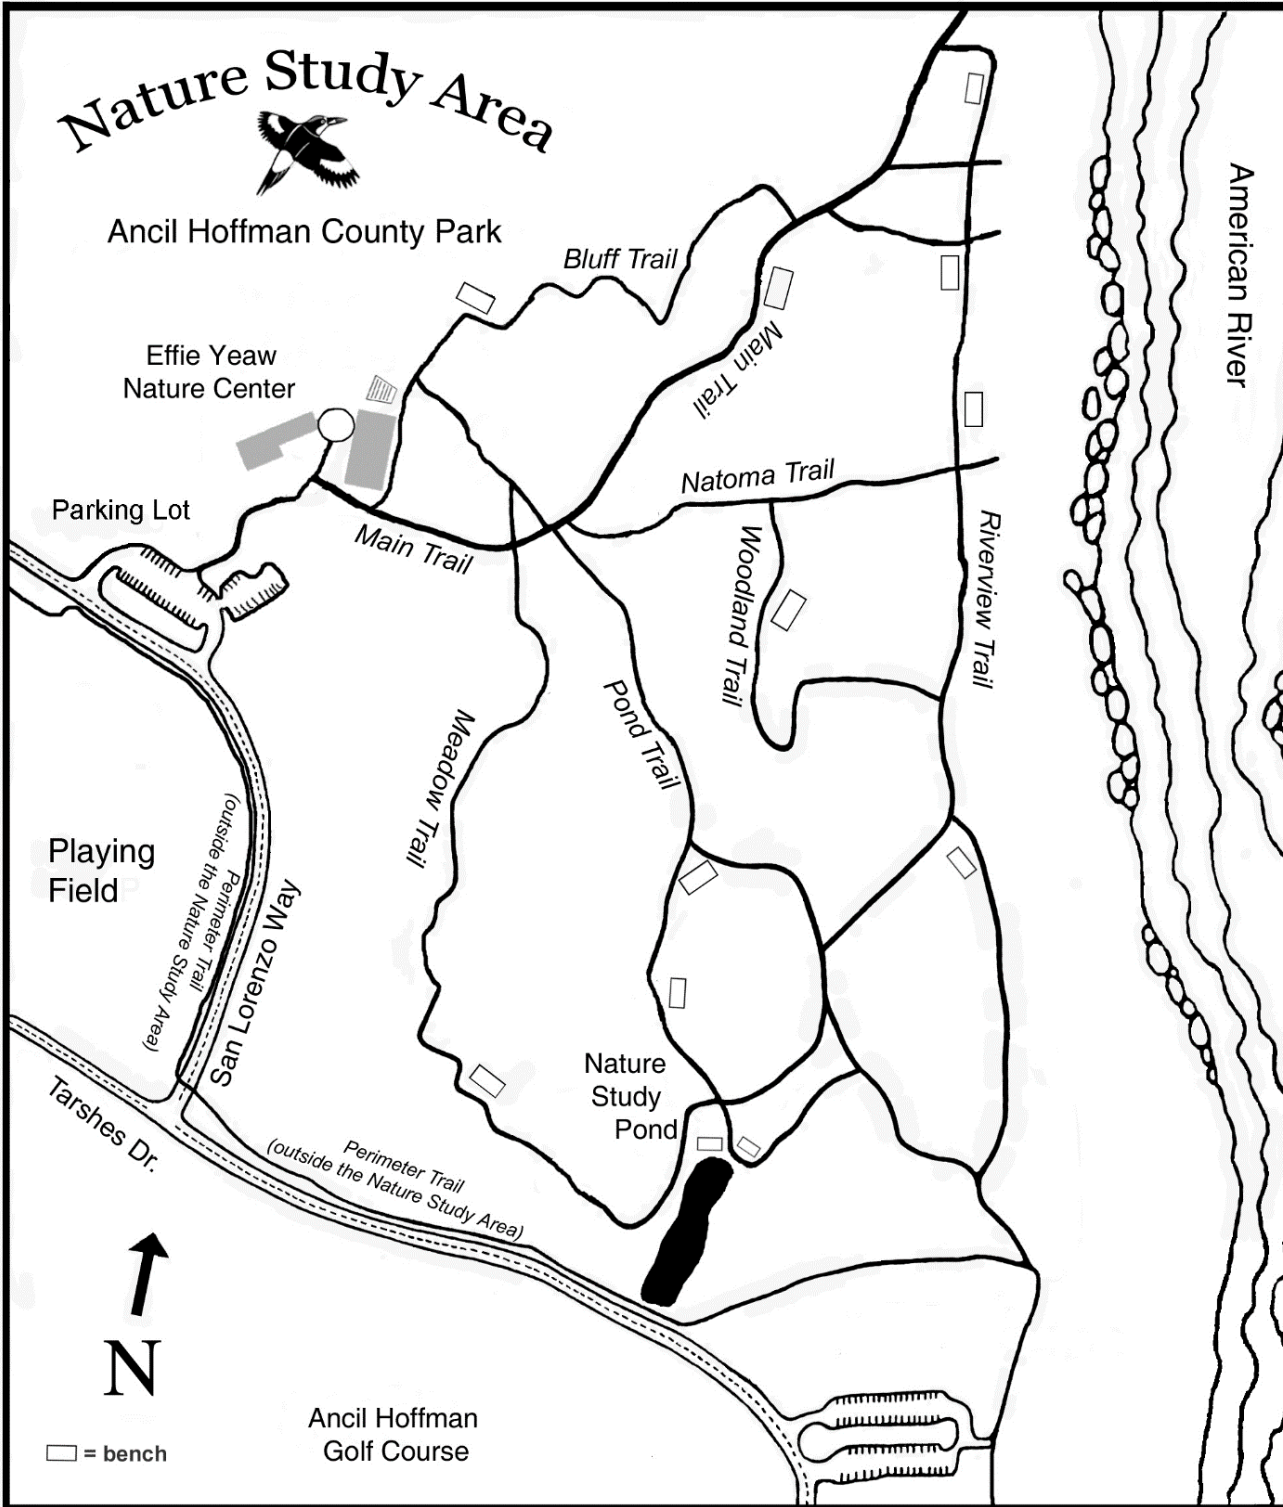 Nature Study Area
Ancil Hoffman County Park
American River
Bluff Trail
Main Trail
Effie Yeaw
Nature Center
Natoma Trail
Parking Lot
Main Trail
Woodland Trail
Riverview Trail
Pond Trail
Meadow Trail
Playing
Field
Perimeter Trail
(outside the Nature Study Area)
San Lorenzo Way
Nature
Study
Pond
Tarshes Dr.
Perimeter Trail
(outside the Nature Study Area)
N
Ancil Hoffman
Golf Course
= bench